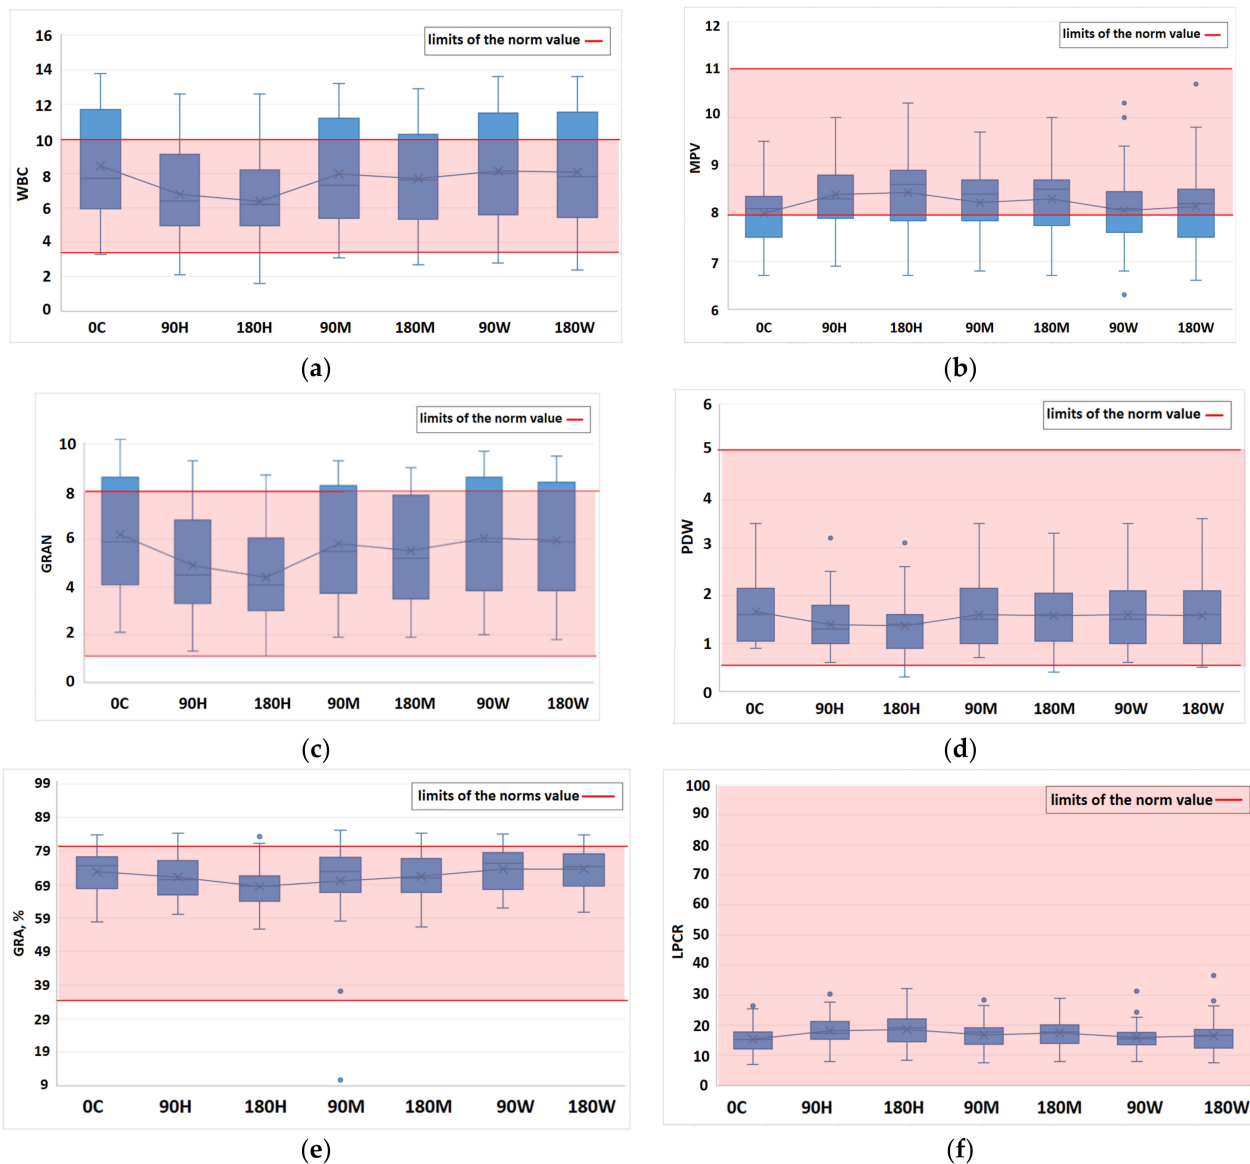 limits of the norm value
WBC
16
14
12
10
8
6
4
2
0
0C 90H 180H 90M 180M 90W 180W
(a)
limits of the norm value
MPV
12
11
10
9
8
7
6
0C 90H 180H 90M 180M 90W 180W
(b)
limits of the norm value
GRAN
10
8
6
4
2
0
0C 90H 180H 90M 180M 90W 180W
(c)
limits of the norm value
PDW
6
5
4
3
2
1
0
0C 90H 180H 90M 180M 90W 180W
(d)
limits of the norms value
GRA, %
99
89
79
69
59
49
39
29
19
9
0C 90H 180H 90M 180M 90W 180W
(e)
limits of the norm value
LPCR
100
90
80
70
60
50
40
30
20
10
0
0C 90H 180H 90M 180M 90W 180W
(f)